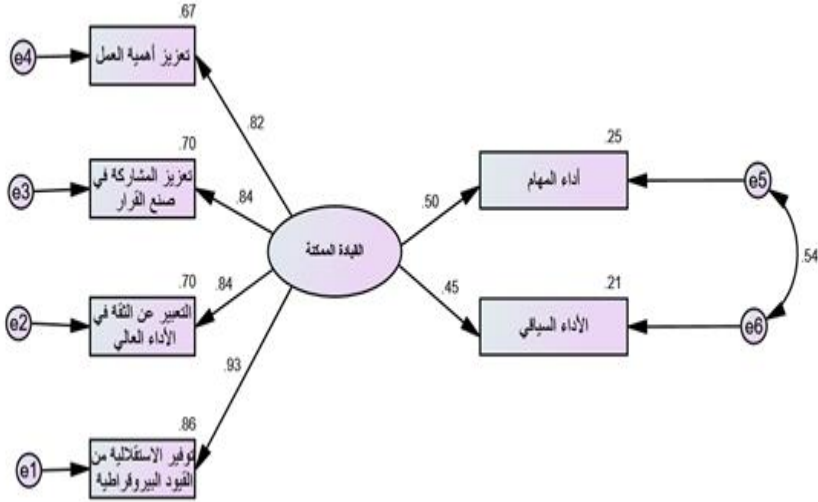 .67
e4
تعزيز أهمية العمل
.82
.70
e3
تعزيز المشاركة في
صنع القرار
.84
القيادة الممكنة
.70
e2
التعبير عن الثقة في
الأداء العالي
.84
.93
.86
e1
توفير الاستقلالية من
القيود البيروقراطية
.25
أداء المهام
.50
e5
.54
.21
.45
الأداء السياقي
e6